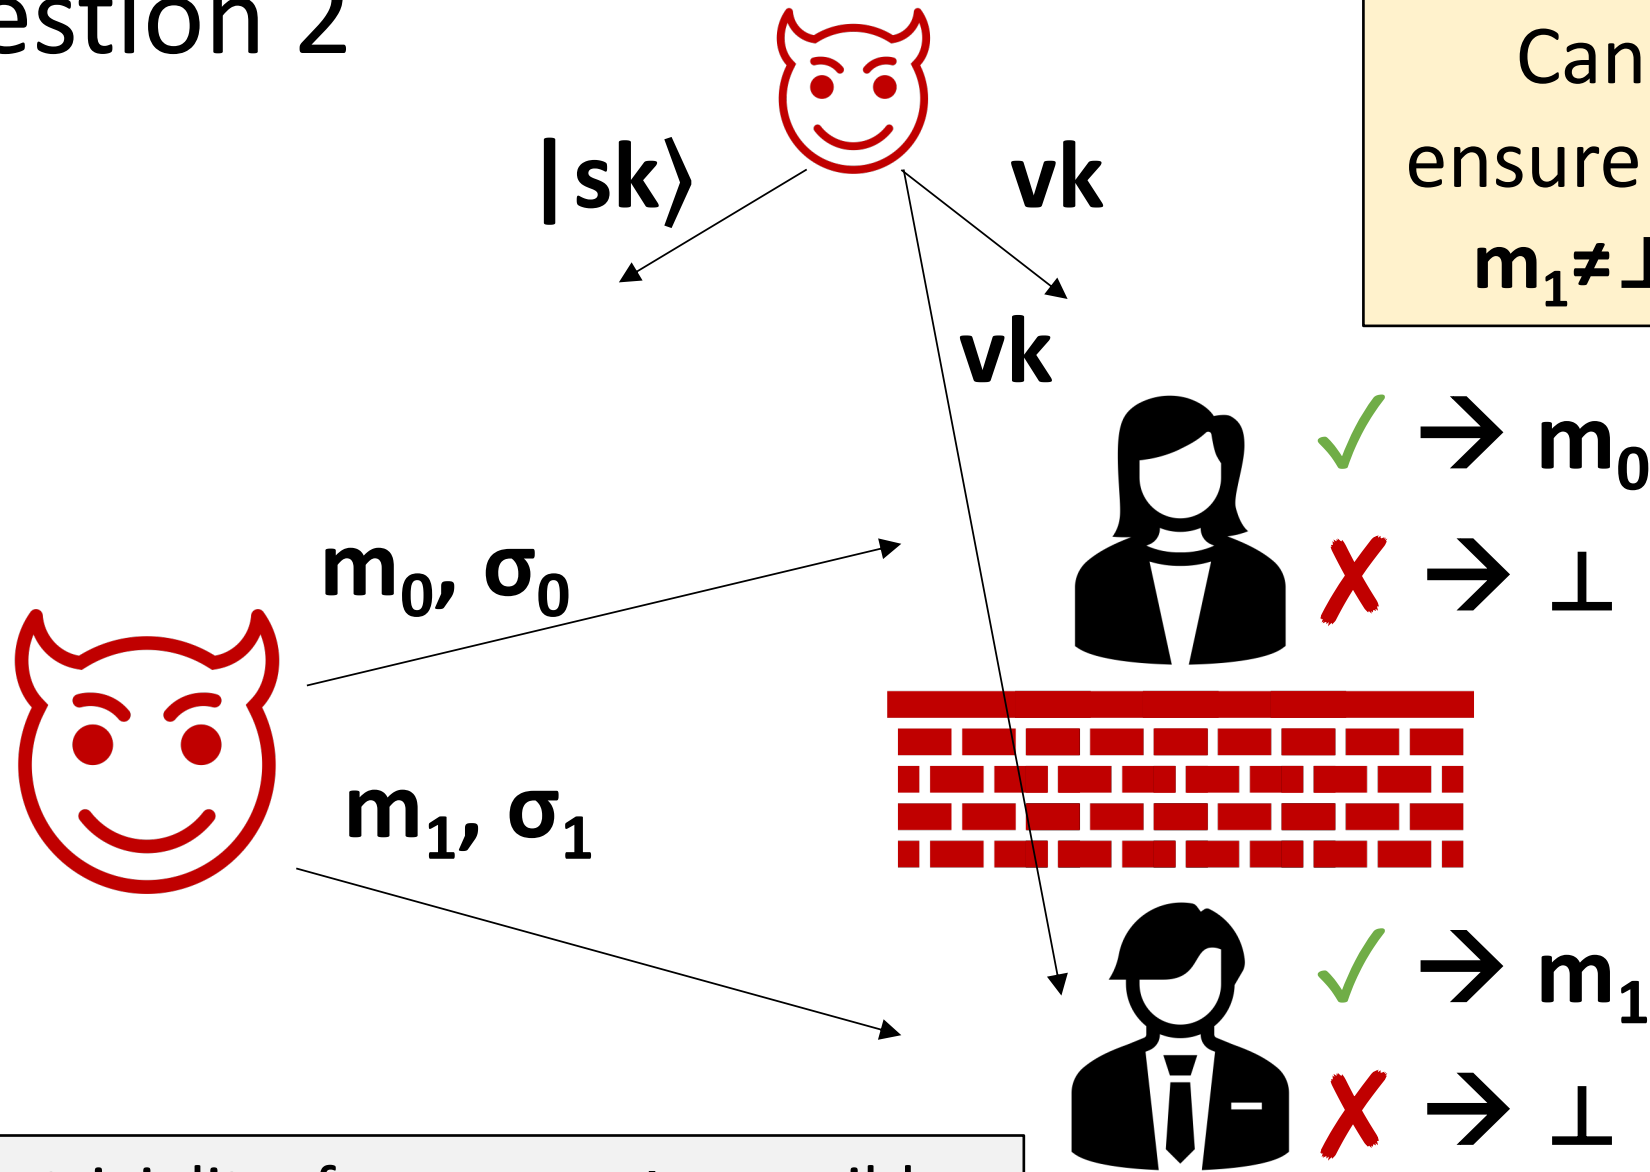 estion 2
Can
ensure
m₁≠⊥
|sk⟩
vk
vk
✓ → m₀
✗ → ⊥
m₀, σ₀
m₁, σ₁
✓ → m₁
✗ → ⊥